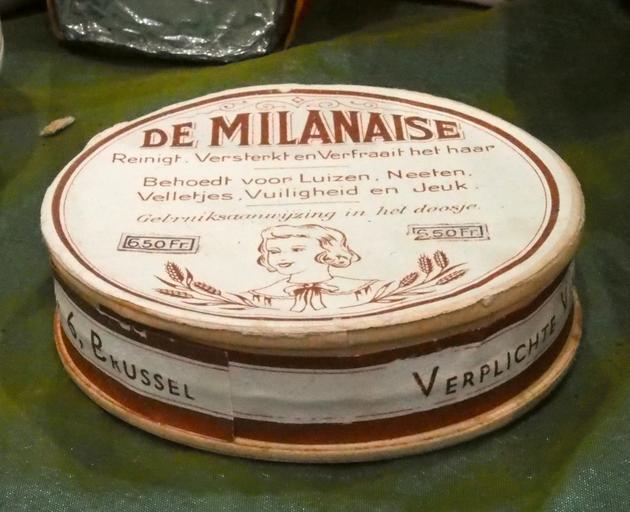 DE MILANAISE
Reinigt. Versterkt en Verfraait het haar
Behoedt voor Luizen, Neeten,
Velletjes, Vuiligheid en Jeuk.
Gebruiksaanwijzing in het doosje.
6.50 Fr. 6.50 Fr.
6, BRUSSEL
VERPLICHTE